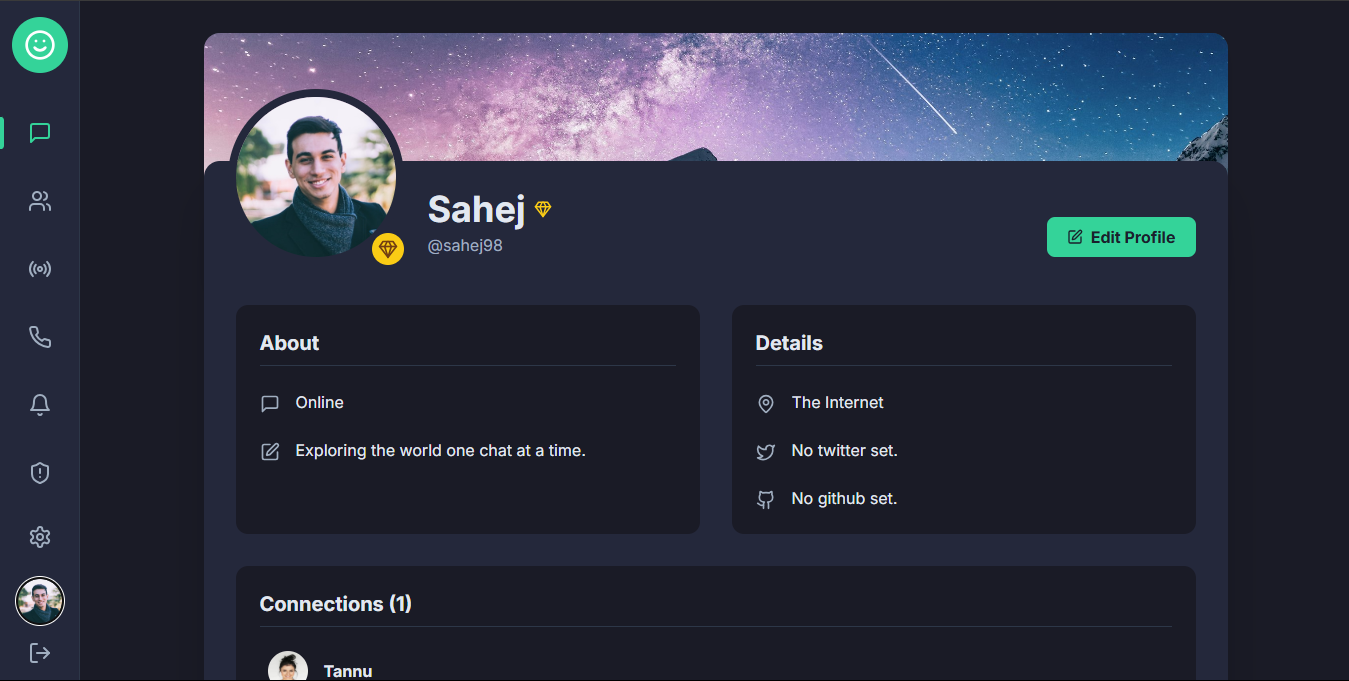 Sahej
@sahej98
Edit Profile
About
Online
Exploring the world one chat at a time.
Details
The Internet
No twitter set.
No github set.
Connections (1)
Tannu